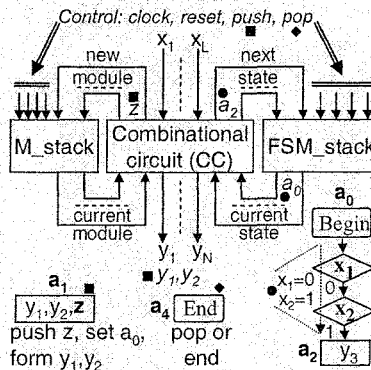 Control: clock, reset, push, pop
new module
x1 xL
next state
z
a2
M_stack
Combinational circuit (CC)
FSM_stack
a0
current module
current state
y1 yN
y1,y2
a0
Begin
x1
x1=0
x2=1
0
x2
1
a2
y3
a1
y1,y2,z
push z, set a0, form y1,y2
a4
End
pop or end